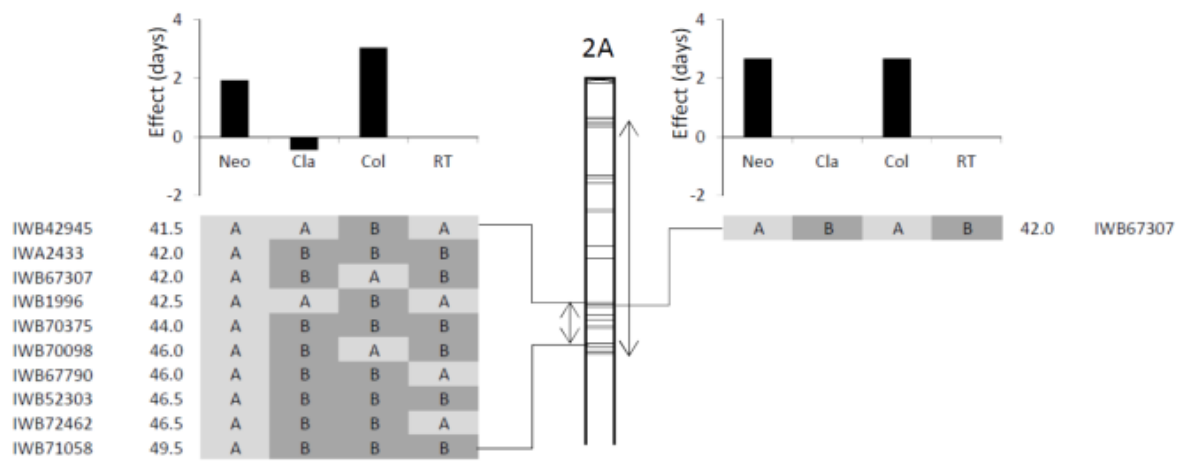 4
2
0
-2
Effect (days)
Neo Cla Col RT
2A
4
2
0
-2
Effect (days)
Neo Cla Col RT
IWB42945 41.5 A A B A
IWA2433 42.0 A B B B
IWB67307 42.0 A B A B
IWB1996 42.5 A A B A
IWB70375 44.0 A B B B
IWB70098 46.0 A B A B
IWB67790 46.0 A B B A
IWB52303 46.5 A B B B
IWB72462 46.5 A B B A
IWB71058 49.5 A B B B
A B A B 42.0 IWB67307